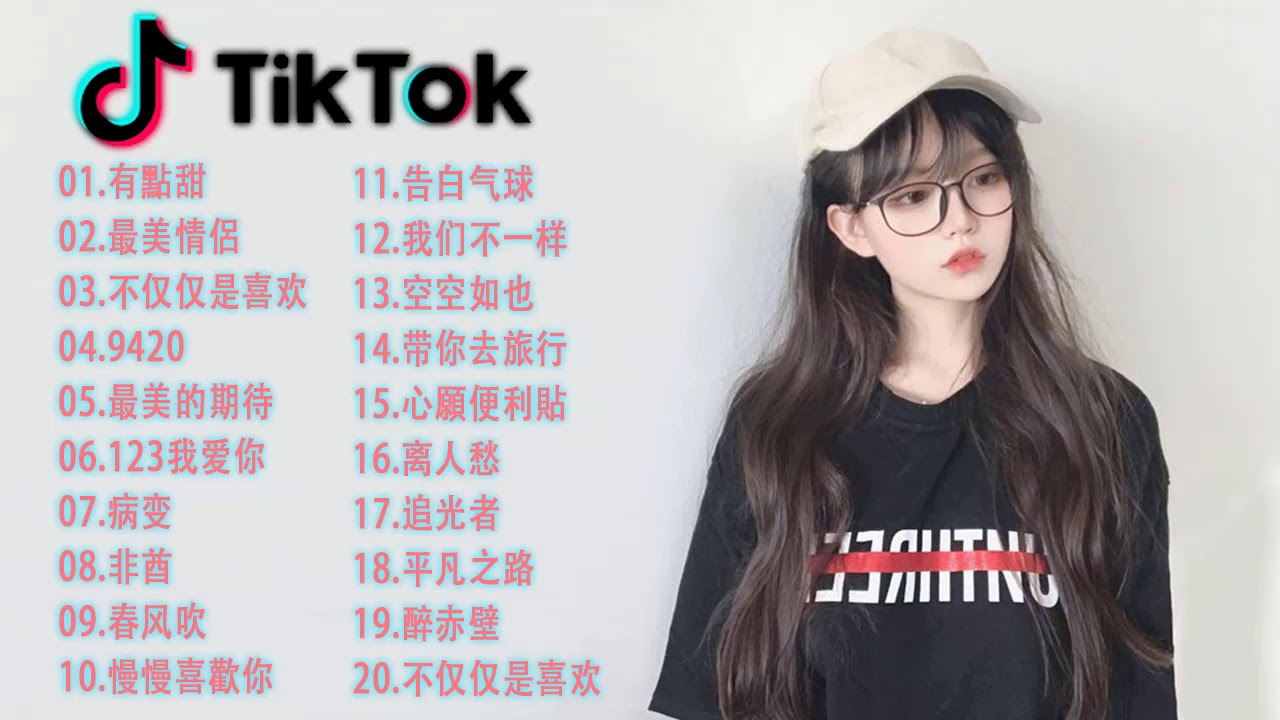 TikTok
01.有點甜
02.最美情侶
03.不仅仅是喜欢
04.9420
05.最美的期待
06.123我爱你
07.病变
08.非酋
09.春风吹
10.慢慢喜歡你
11.告白气球
12.我们不一样
13.空空如也
14.带你去旅行
15.心願便利貼
16.离人愁
17.追光者
18.平凡之路
19.醉赤壁
20.不仅仅是喜欢